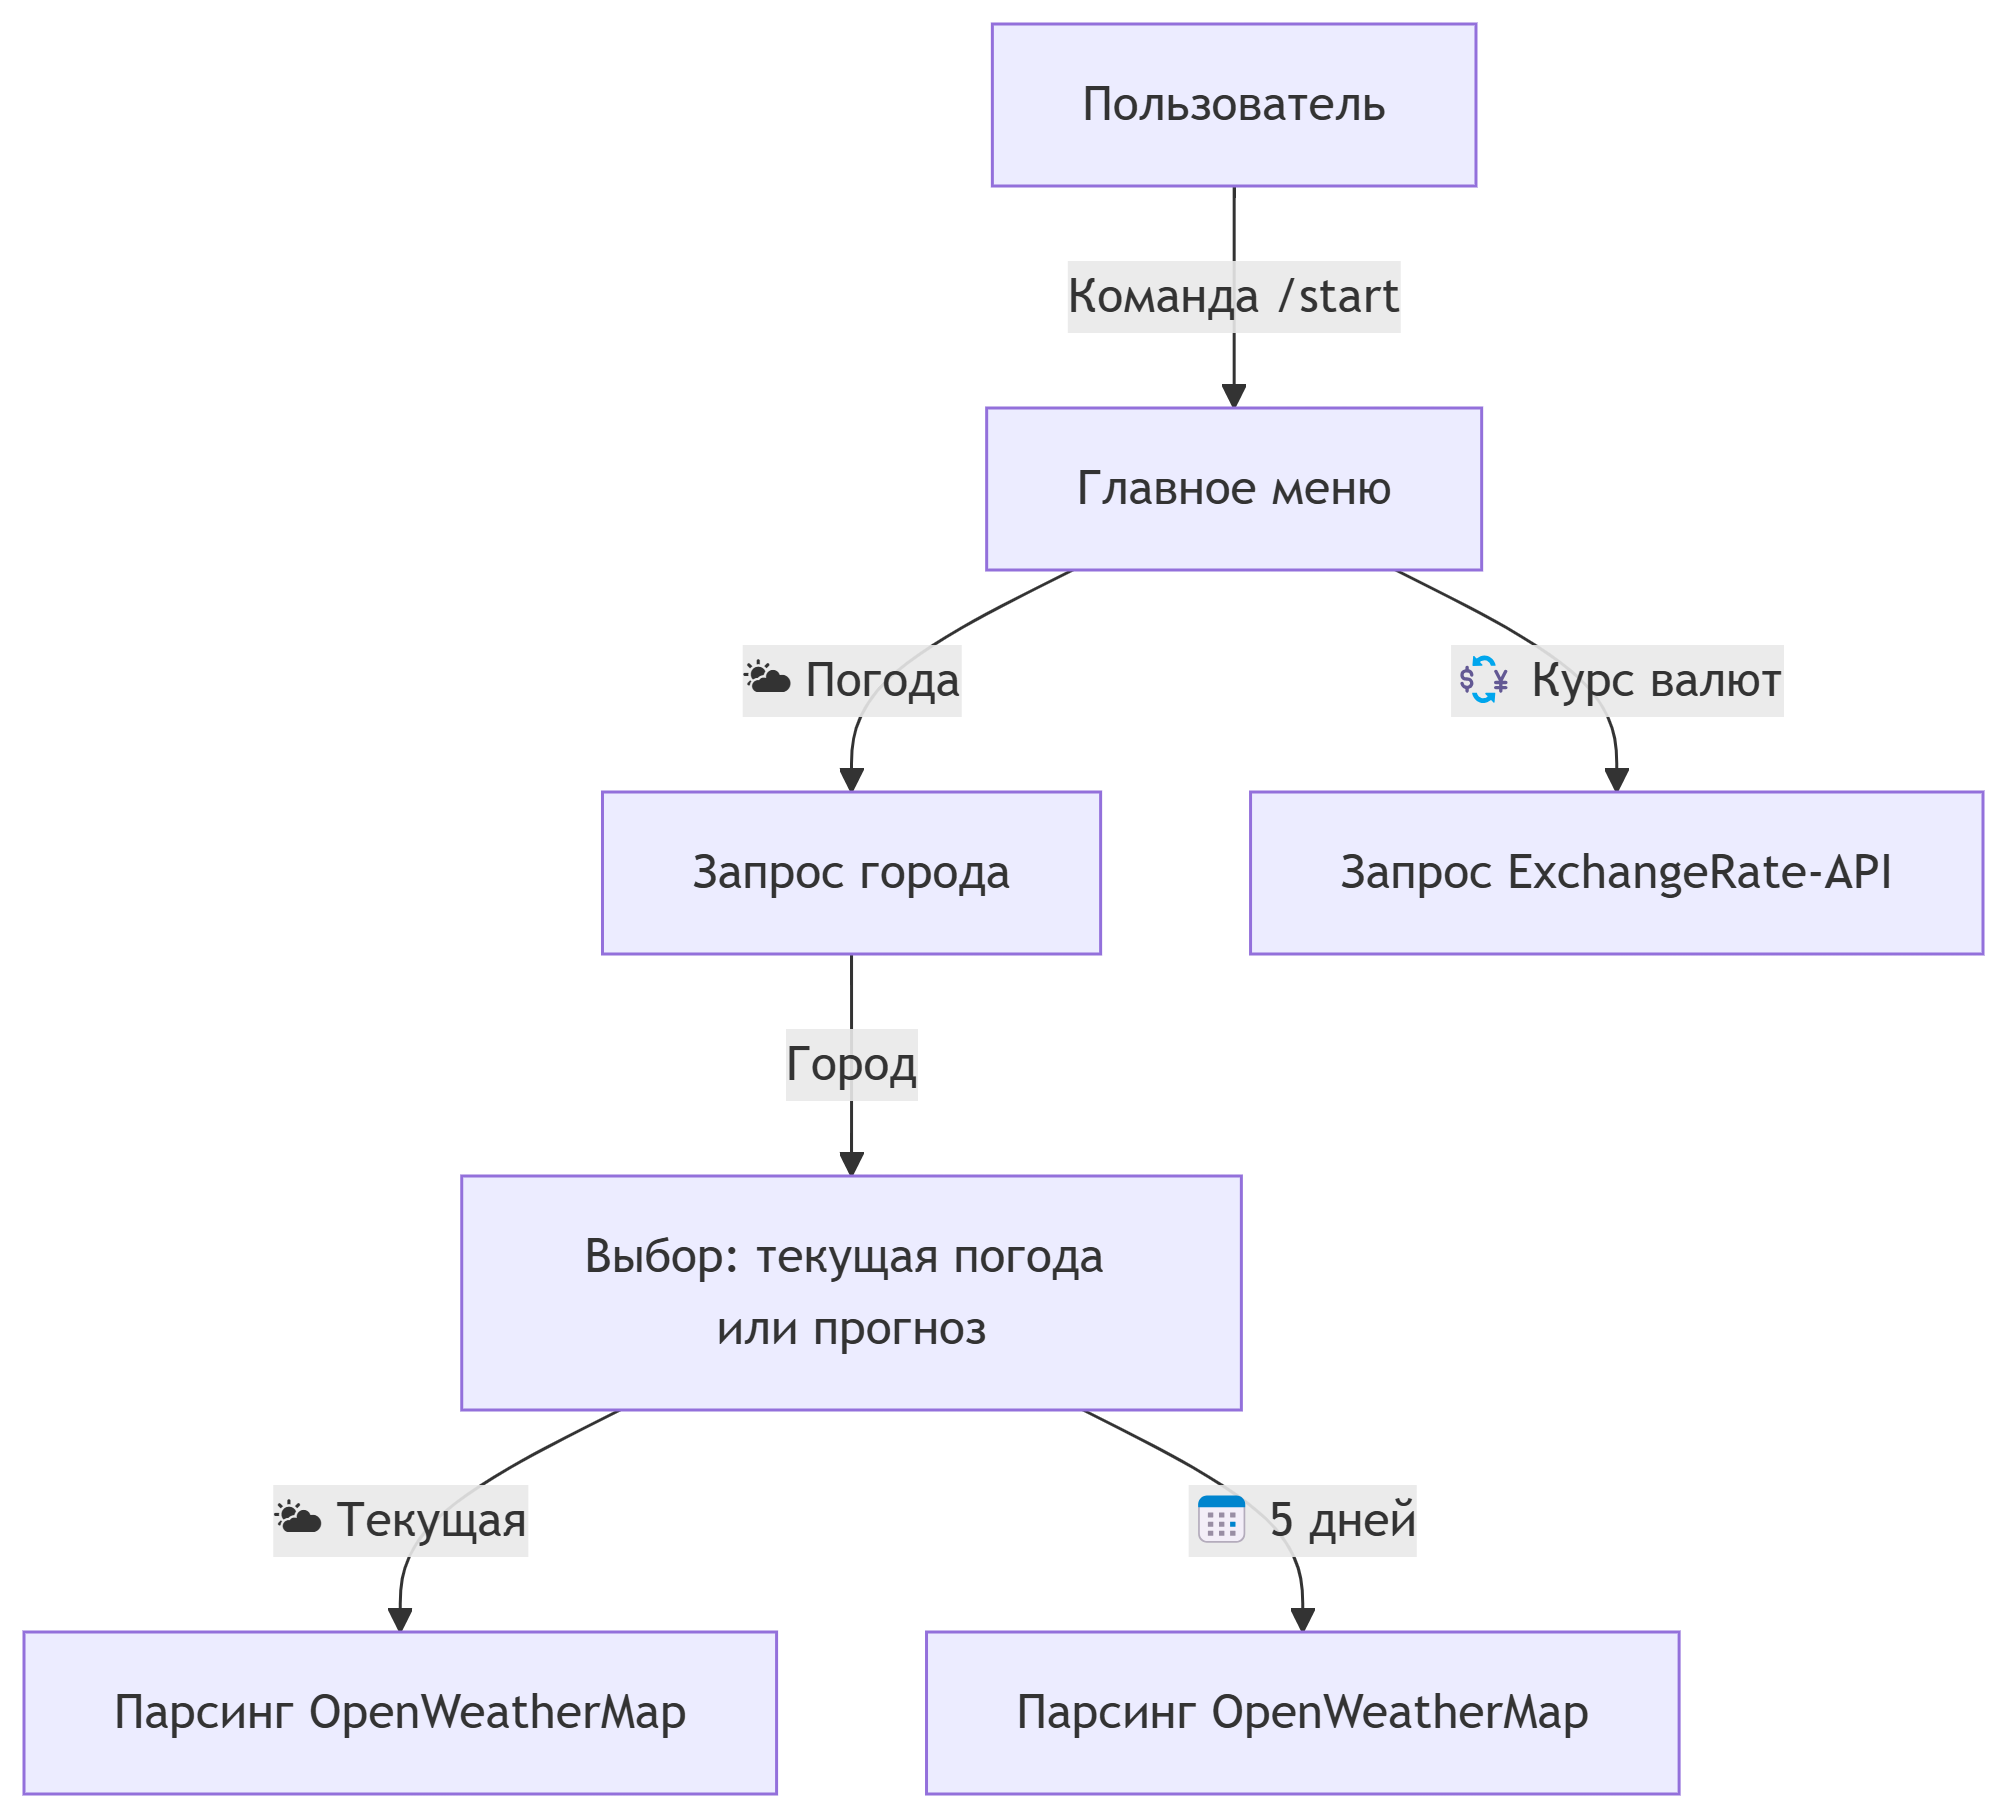 Пользователь
Команда /start
Главное меню
🌥 Погода
💱 Курс валют
Запрос города
Запрос ExchangeRate-API
Город
Выбор: текущая погода
или прогноз
🌥 Текущая
📅 5 дней
Парсинг OpenWeatherMap
Парсинг OpenWeatherMap